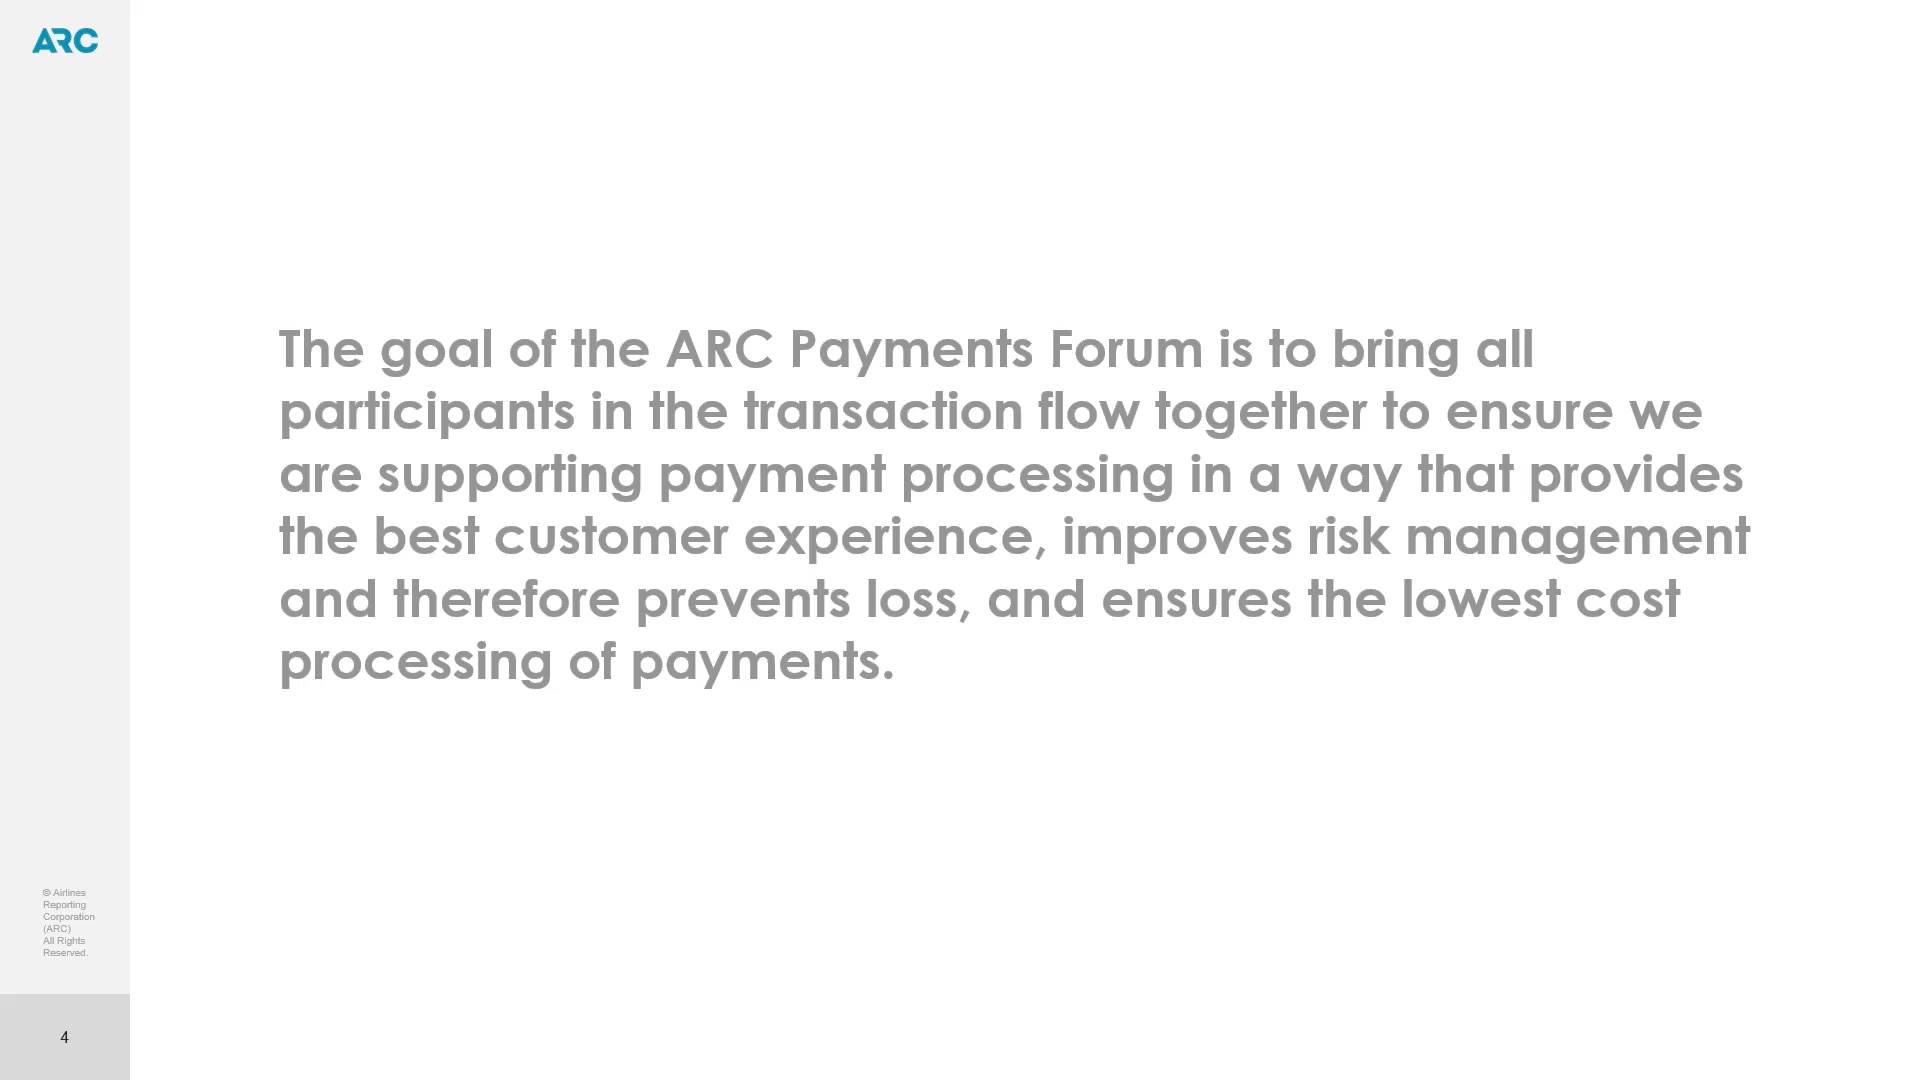 ARC
The goal of the ARC Payments Forum is to bring all
participants in the transaction flow together to ensure we
are supporting payment processing in a way that provides
the best customer experience, improves risk management
and therefore prevents loss, and ensures the lowest cost
processing of payments.
© Airlines
Reporting
Corporation
(ARC)
All Rights
Reserved.
4